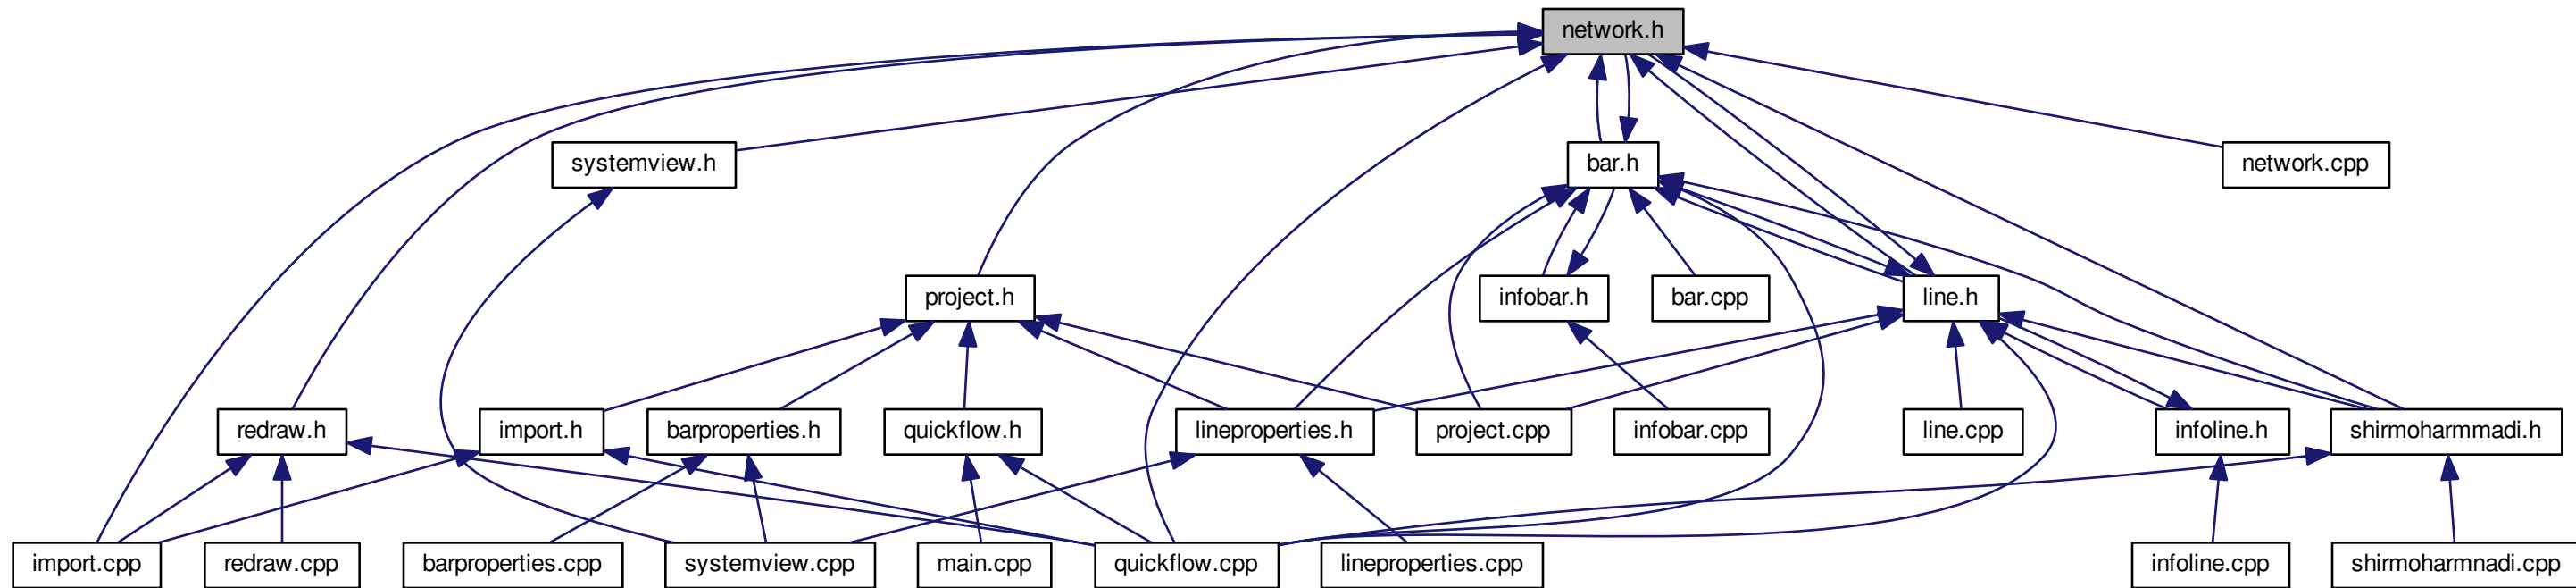 network.h
systemview.h
bar.h
network.cpp
project.h
infobar.h
bar.cpp
line.h
redraw.h
import.h
barproperties.h
quickflow.h
lineproperties.h
project.cpp
infobar.cpp
line.cpp
infoline.h
shirmoharmmadi.h
import.cpp
redraw.cpp
barproperties.cpp
systemview.cpp
main.cpp
quickflow.cpp
lineproperties.cpp
infoline.cpp
shirmoharmnadi.cpp